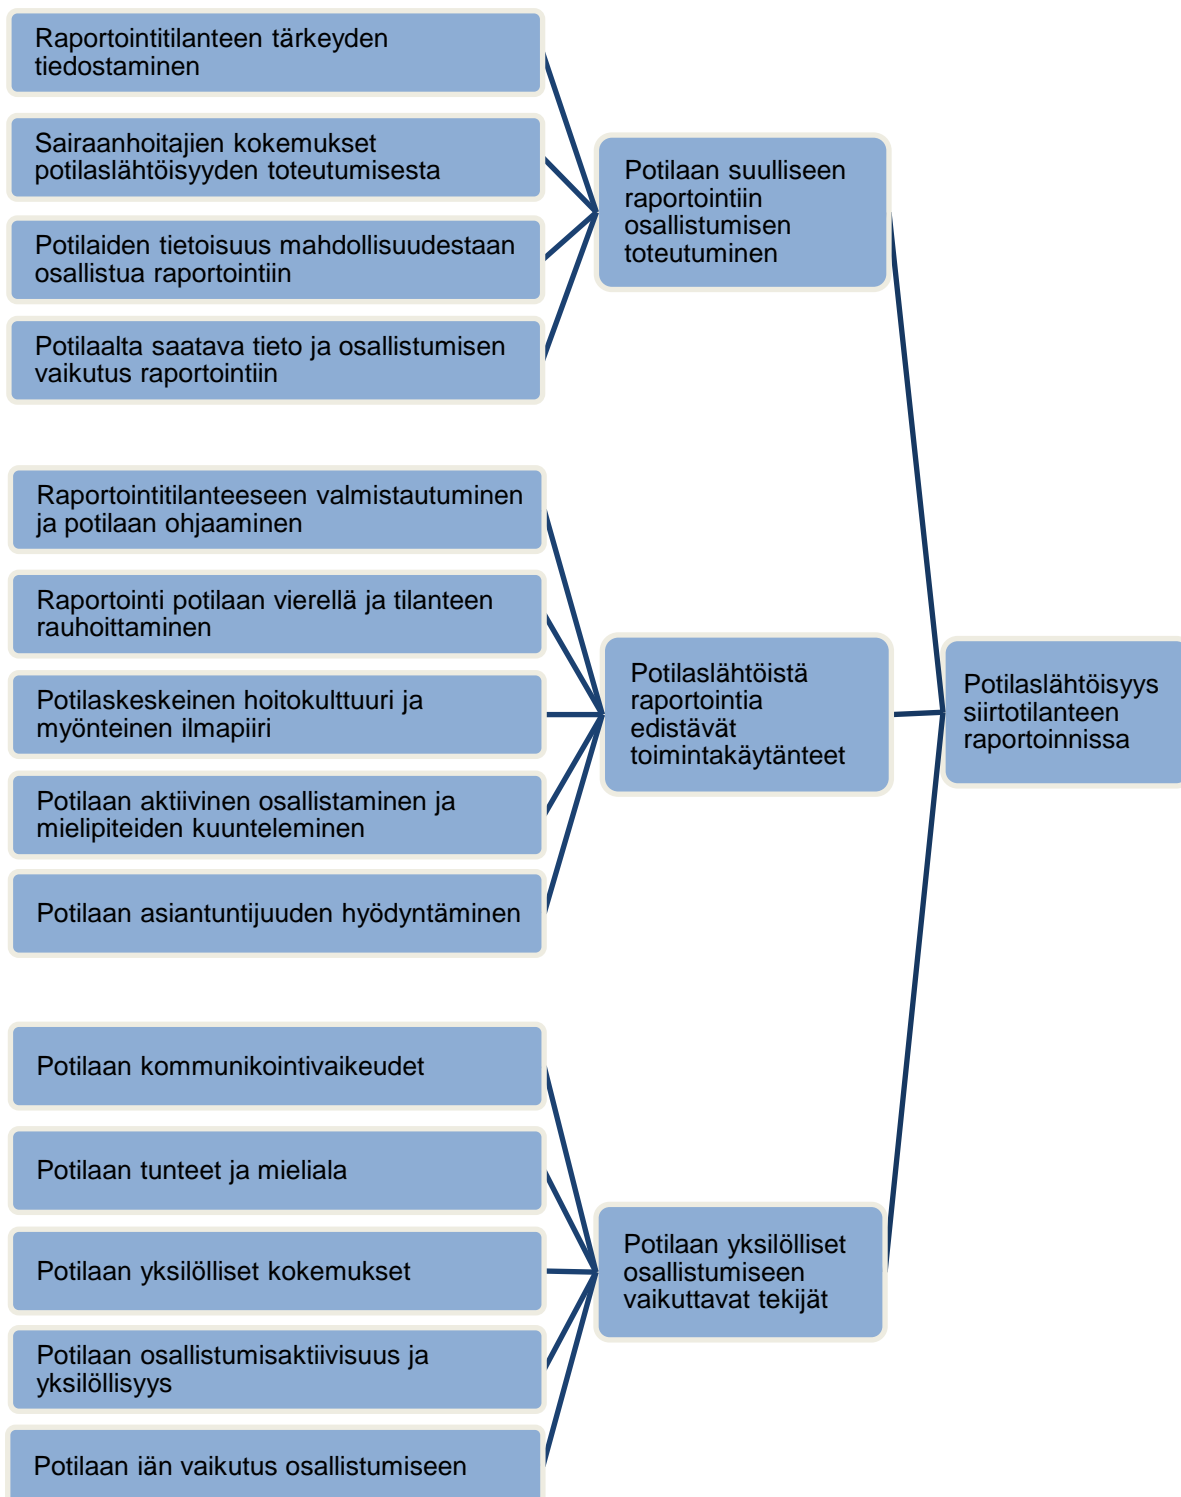 Raportointitilanteen tärkeyden
tiedostaminen
Sairaanhoitajien kokemukset
potilaslähtöisyyden toteutumisesta
Potilaiden tietoisuus mahdollisuudestaan
osallistua raportointiin
Potilaalta saatava tieto ja osallistumisen
vaikutus raportointiin
Potilaan suulliseen
raportointiin
osallistumisen
toteutuminen
Raportointitilanteeseen valmistautuminen
ja potilaan ohjaaminen
Raportointi potilaan vierellä ja tilanteen
rauhoittaminen
Potilaskeskeinen hoitokulttuuri ja
myönteinen ilmapiiri
Potilaan aktiivinen osallistaminen ja
mielipiteiden kuunteleminen
Potilaan asiantuntijuuden hyödyntäminen
Potilaslähtöistä
raportointia
edistävät
toimintakäytänteet
Potilaslähtöisyys
siirtotilanteen
raportoinnissa
Potilaan kommunikointivaikeudet
Potilaan tunteet ja mieliala
Potilaan yksilölliset kokemukset
Potilaan osallistumisaktiivisuus ja
yksilöllisyys
Potilaan iän vaikutus osallistumiseen
Potilaan yksilölliset
osallistumiseen
vaikuttavat tekijät